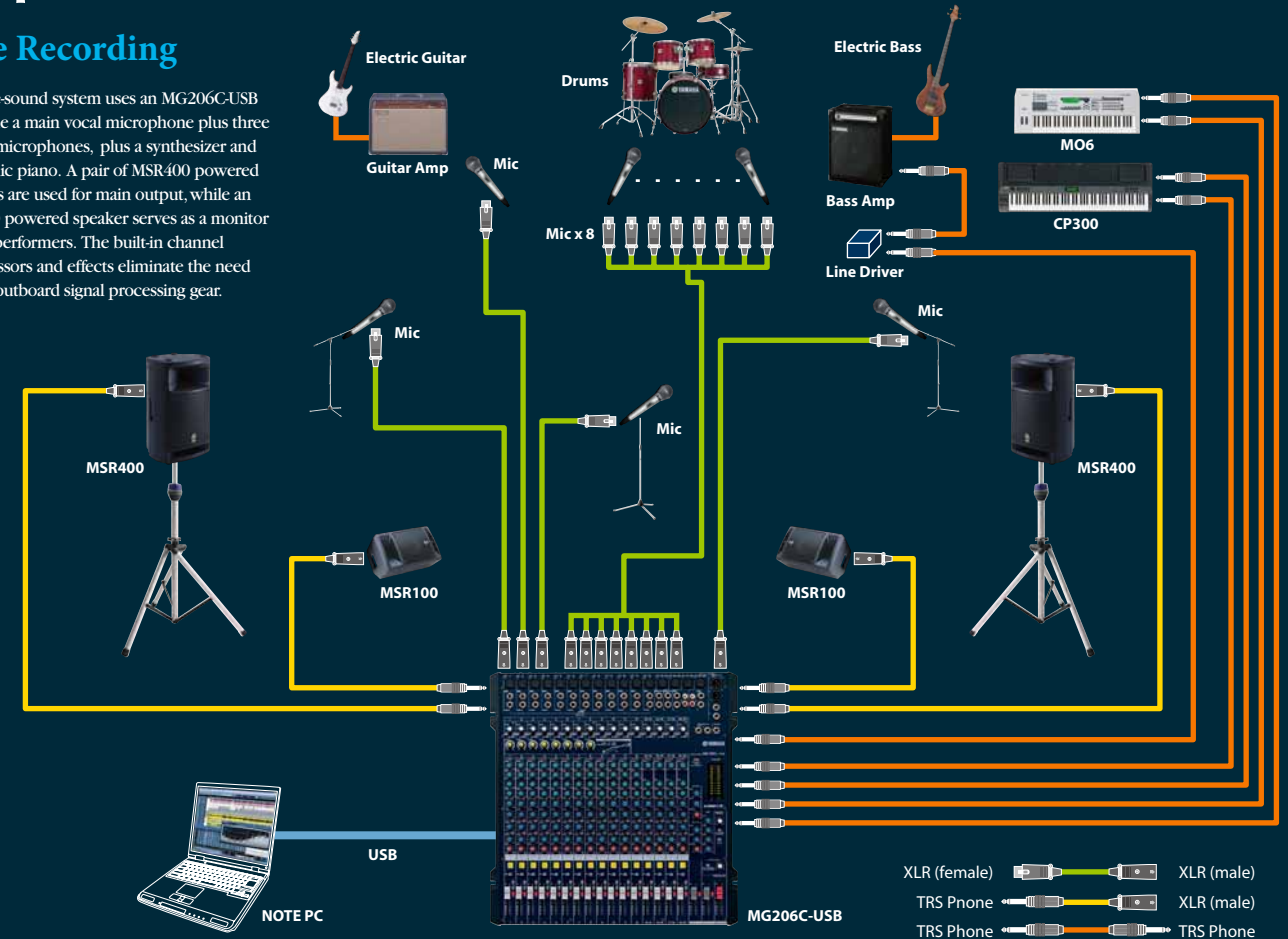 e Recording
-sound system uses an MG206C-USB
e a main vocal microphone plus three
microphones, plus a synthesizer and
ic piano. A pair of MSR400 powered
s are used for main output, while an
powered speaker serves as a monitor
performers. The built-in channel
ssors and effects eliminate the need
outboard signal processing gear.
Electric Guitar
Guitar Amp
Mic
Drums
Mic x 8
Electric Bass
Bass Amp
Line Driver
MO6
CP300
Mic
Mic
Mic
MSR400
MSR400
MSR100
MSR100
USB
NOTE PC
MG206C-USB
XLR (female) XLR (male)
TRS Pnone XLR (male)
TRS Phone TRS Phone